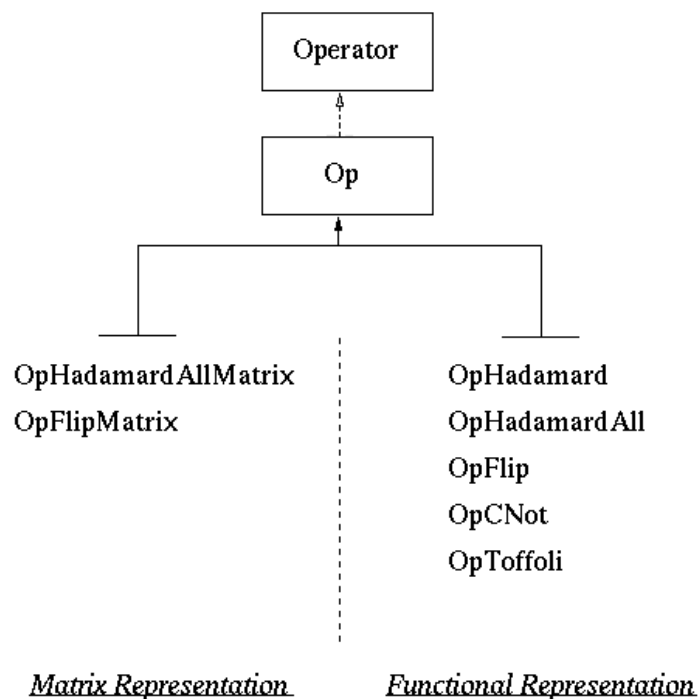 Operator
Op
OpHadamardAllMatrix
OpFlipMatrix
OpHadamard
OpHadamardAll
OpFlip
OpCNot
OpToffoli
Matrix Representation
Functional Representation